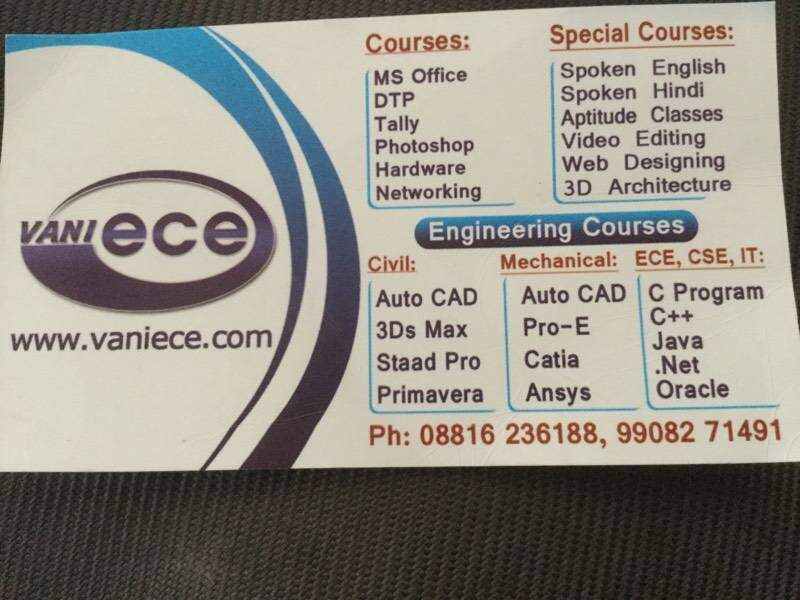 VANI ece
www.vaniece.com
Courses:
MS Office
DTP
Tally
Photoshop
Hardware
Networking
Special Courses:
Spoken English
Spoken Hindi
Aptitude Classes
Video Editing
Web Designing
3D Architecture
Engineering Courses
Civil:
Auto CAD
3Ds Max
Staad Pro
Primavera
Mechanical:
Auto CAD
Pro-E
Catia
Ansys
ECE, CSE, IT:
C Program
C++
Java
.Net
Oracle
Ph: 08816 236188, 99082 71491